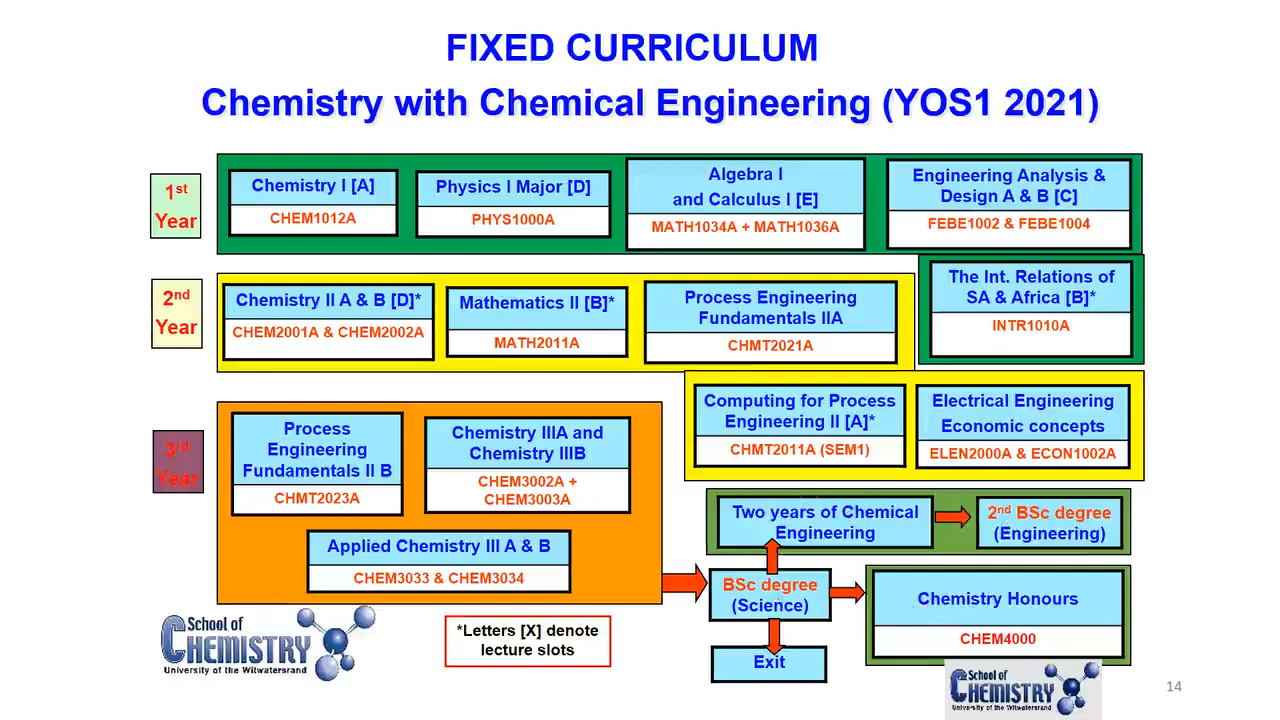 FIXED CURRICULUM
Chemistry with Chemical Engineering (YOS1 2021)
1st
Year
Chemistry I [A]
CHEM1012A
Physics I Major [D]
PHYS1000A
Algebra I
and Calculus I [E]
MATH1034A + MATH1036A
Engineering Analysis &
Design A & B [C]
FEBE1002 & FEBE1004
2nd
Year
Chemistry II A & B [D]*
CHEM2001A & CHEM2002A
Mathematics II [B]*
MATH2011A
Process Engineering
Fundamentals IIA
CHMT2021A
The Int. Relations of
SA & Africa [B]*
INTR1010A
Computing for Process
Engineering II [A]*
CHMT2011A (SEM1)
Electrical Engineering
Economic concepts
ELEN2000A & ECON1002A
3rd
Year
Process
Engineering
Fundamentals II B
CHMT2023A
Chemistry IIIA and
Chemistry IIIB
CHEM3002A +
CHEM3003A
Applied Chemistry III A & B
CHEM3033 & CHEM3034
Two years of Chemical
Engineering
2nd BSc degree
(Engineering)
BSc degree
(Science)
Chemistry Honours
CHEM4000
Exit
*Letters [X] denote
lecture slots
School of
CHEMISTRY
University of the Witwatersrand
School of
CHEMISTRY
University of the Witwatersrand
14